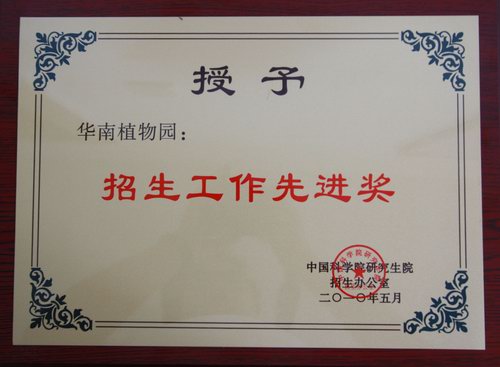 授予
华南植物园：
招生工作先进奖
中国科学院研究生院
招生办公室
二〇一〇年五月